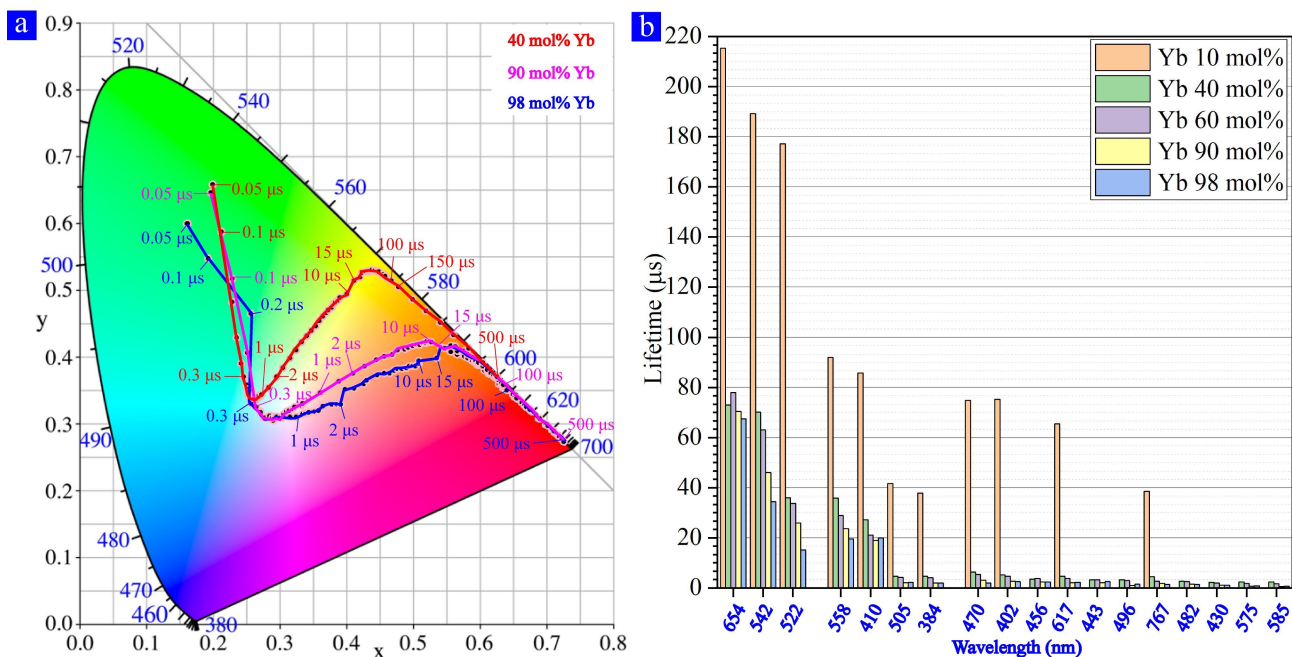 a
40 mol% Yb
90 mol% Yb
98 mol% Yb
0.9
0.8
0.7
0.6
0.5
0.4
0.3
0.2
0.1
0.0
y
0.0
0.1
0.2
0.3
0.4
0.5
0.6
0.7
0.8
x
520
540
560
580
600
620
700
500
490
480
470
460
380
0.05 μs
0.05 μs
0.05 μs
0.1 μs
0.1 μs
0.1 μs
0.2 μs
0.3 μs
0.3 μs
0.3 μs
1 μs
2 μs
1 μs
2 μs
1 μs
2 μs
10 μs
15 μs
100 μs
150 μs
10 μs
15 μs
500 μs
10 μs
15 μs
100 μs
100 μs
500 μs
500 μs
b
Yb 10 mol%
Yb 40 mol%
Yb 60 mol%
Yb 90 mol%
Yb 98 mol%
Lifetime (μs)
220
200
180
160
140
120
100
80
60
40
20
0
654
542
522
558
410
505
384
470
402
456
617
443
496
767
482
430
575
585
Wavelength (nm)